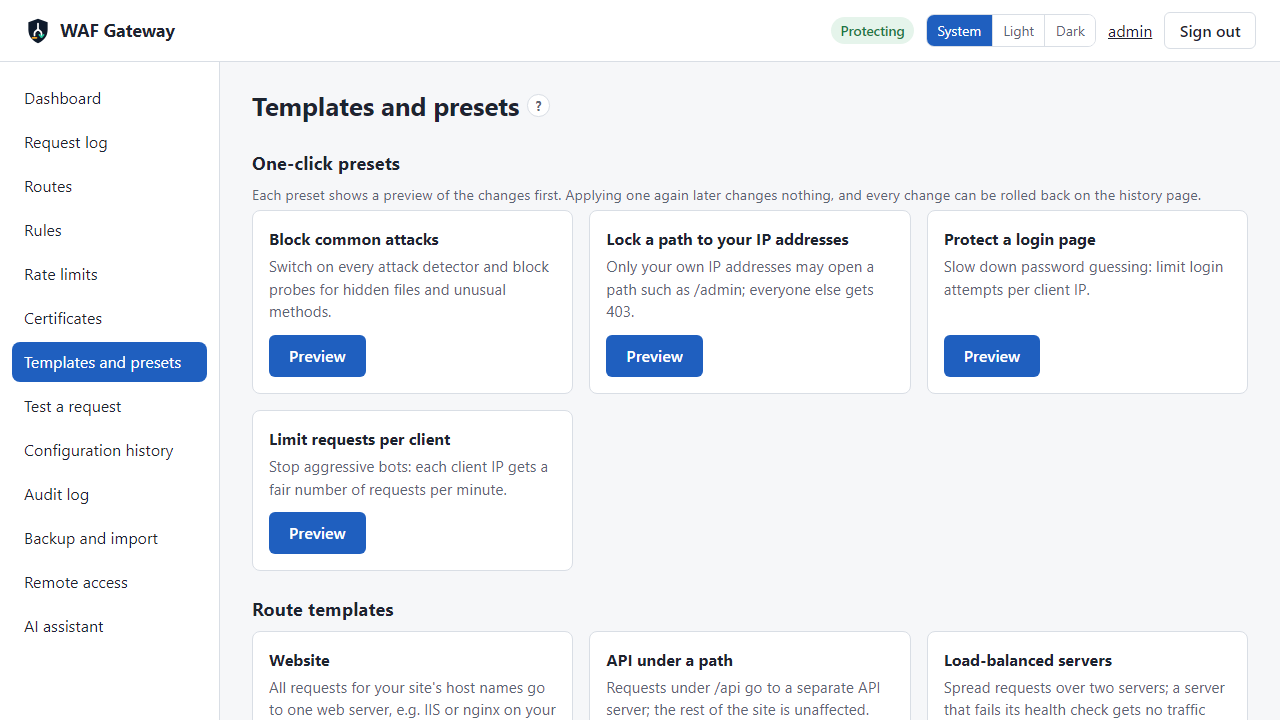 WAF Gateway
Protecting
System
Light
Dark
admin
Sign out
Dashboard
Request log
Routes
Rules
Rate limits
Certificates
Templates and presets
Test a request
Configuration history
Audit log
Backup and import
Remote access
AI assistant
Templates and presets
?
One-click presets
Each preset shows a preview of the changes first. Applying one again later changes nothing, and every change can be rolled back on the history page.
Block common attacks
Switch on every attack detector and block
probes for hidden files and unusual
methods.
Preview
Lock a path to your IP addresses
Only your own IP addresses may open a
path such as /admin; everyone else gets
403.
Preview
Protect a login page
Slow down password guessing: limit login
attempts per client IP.
Preview
Limit requests per client
Stop aggressive bots: each client IP gets a
fair number of requests per minute.
Preview
Route templates
Website
All requests for your site's host names go
to one web server, e.g. IIS or nginx on your
API under a path
Requests under /api go to a separate API
server; the rest of the site is unaffected.
Load-balanced servers
Spread requests over two servers; a server
that fails its health check gets no traffic